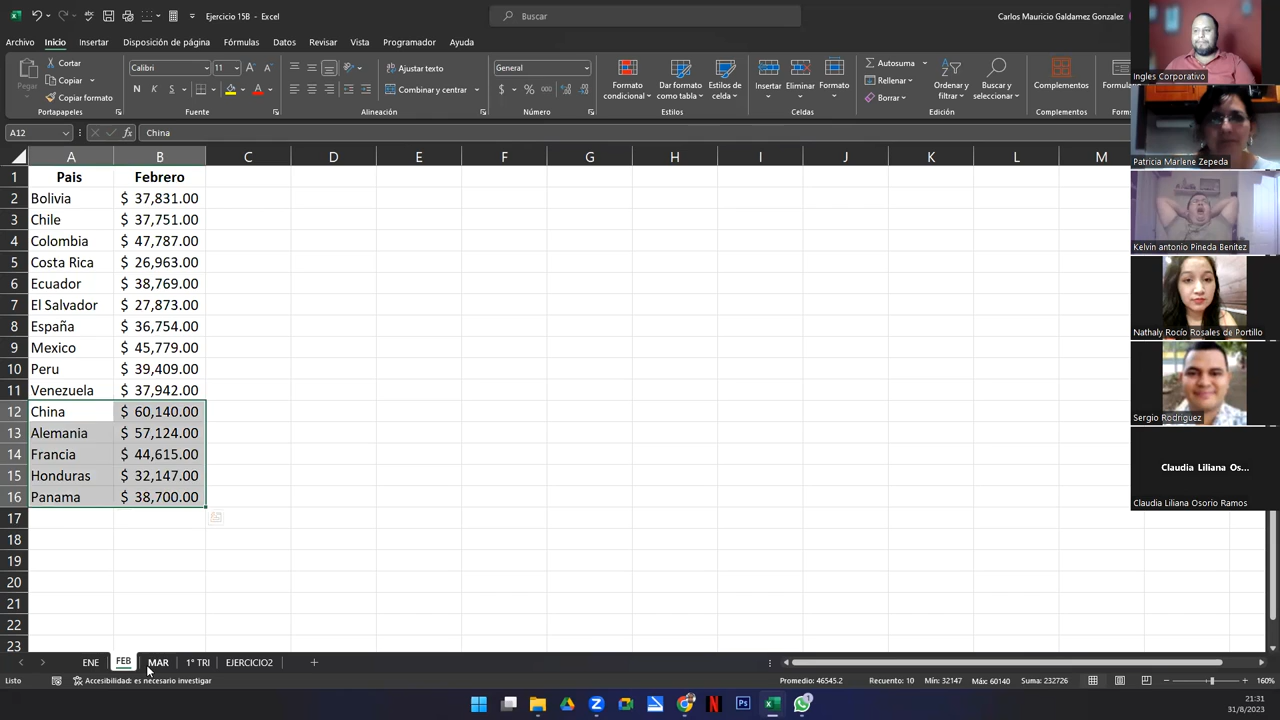 Ejercicio 15B - Excel
Buscar
Carlos Mauricio Galdamez Gonzalez
Archivo Inicio Insertar Disposición de página Fórmulas Datos Revisar Vista Programador Ayuda
Pegar
Cortar
Copiar
Copiar formato
Portapapeles
Calibri 11
N K S
Fuente
Ajustar texto
Combinar y centrar
Alineación
General
$ % 000
Número
Formato condicional
Dar formato como tabla
Estilos de celda
Estilos
Insertar Eliminar Formato
Celdas
Autosuma
Rellenar
Borrar
Ordenar y filtrar
Buscar y seleccionar
Edición
Complementos
Complementos
A12 fx China
A B C D E F G H I J K L M
1 Pais Febrero
2 Bolivia $ 37,831.00
3 Chile $ 37,751.00
4 Colombia $ 47,787.00
5 Costa Rica $ 26,963.00
6 Ecuador $ 38,769.00
7 El Salvador $ 27,873.00
8 España $ 36,754.00
9 Mexico $ 45,779.00
10 Peru $ 39,409.00
11 Venezuela $ 37,942.00
12 China $ 60,140.00
13 Alemania $ 57,124.00
14 Francia $ 44,615.00
15 Honduras $ 32,147.00
16 Panama $ 38,700.00
17
18
19
20
21
22
23
ENE FEB MAR 1° TRI EJERCICIO2
Listo Accesibilidad: es necesario investigar Promedio: 46545.2 Recuento: 10 Mín: 32147 Máx: 60140 Suma: 232726 160%
21:31
31/8/2023
Ingles Corporativo
Patricia Marlene Zepeda
Kelvin antonio Pineda Benitez
Nathaly Rocío Rosales de Portillo
Sergio Rodriguez
Claudia Liliana Os...
Claudia Liliana Osorio Ramos